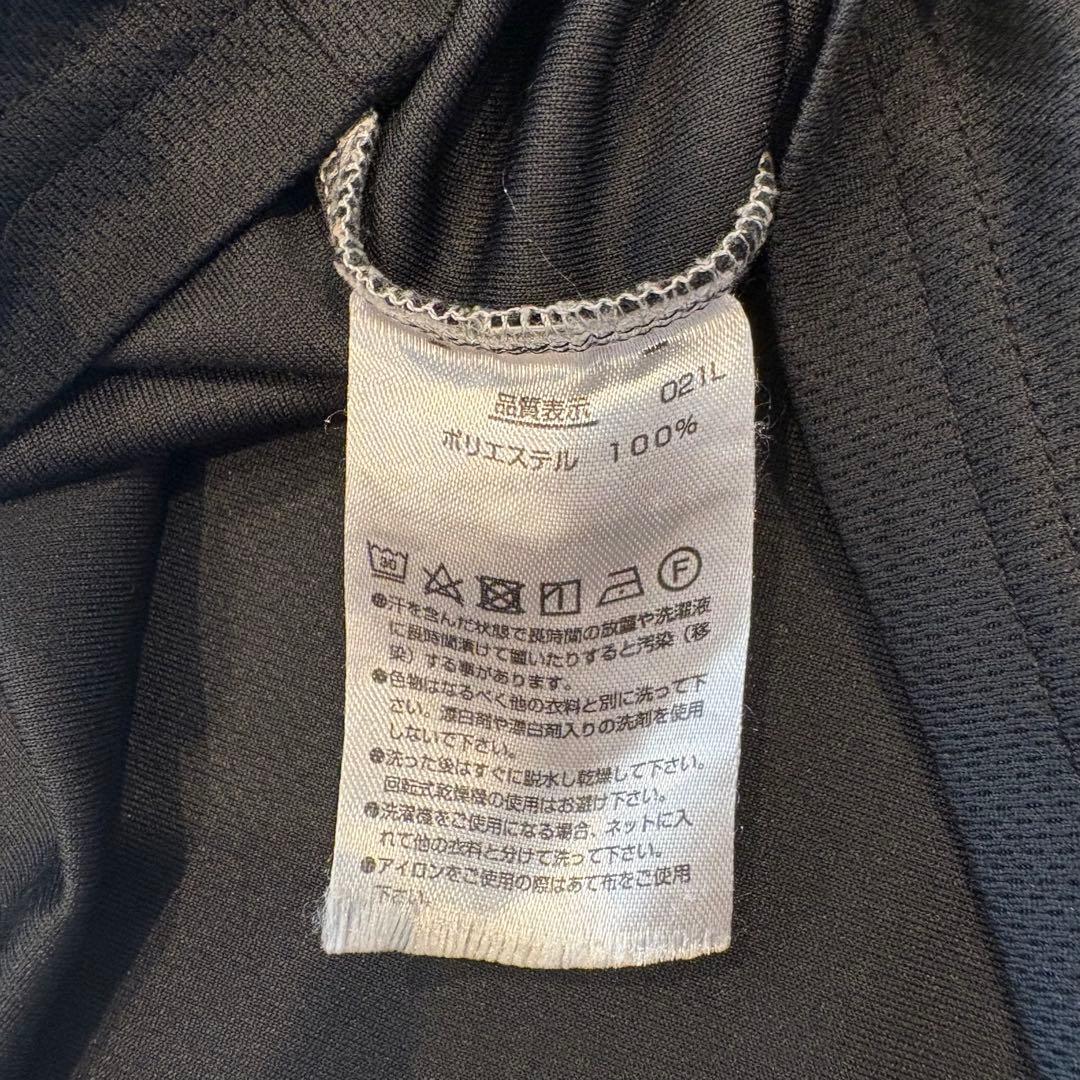 021L
品質表示
ポリエステル 100%
30
F
●汗を含んだ状態で長時間の放置や洗濯液
に長時間漬けて置いたりすると汚染（移
染）する事があります。
●色物はなるべく他の衣料と別に洗って下
さい。漂白剤や漂白剤入りの洗剤を使用
しないで下さい。
●洗った後はすぐに脱水し乾燥して下さい。
回転式乾燥機の使用はお避け下さい。
●洗濯機をご使用になる場合、ネットに入
れて他の衣料と分けて洗って下さい。
●アイロンをご使用の際はあて布をご使用
下さい。